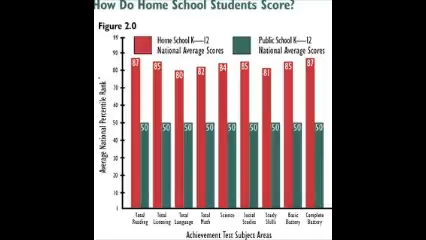 How Do Home School Students Score?
Figure 2.0
Home School K—12
National Average Scores
Public School K—12
National Average Scores
Average National Percentile Rank
95
90
80
70
60
50
40
30
20
10
1
87 85 80 82 84 85 81 85 87
50 50 50 50 50 50 50 50 50
Total Reading
Total Listening
Total Language
Total Math
Science
Social Studies
Study Skills
Basic Battery
Complete Battery
Achievement Test Subject Areas